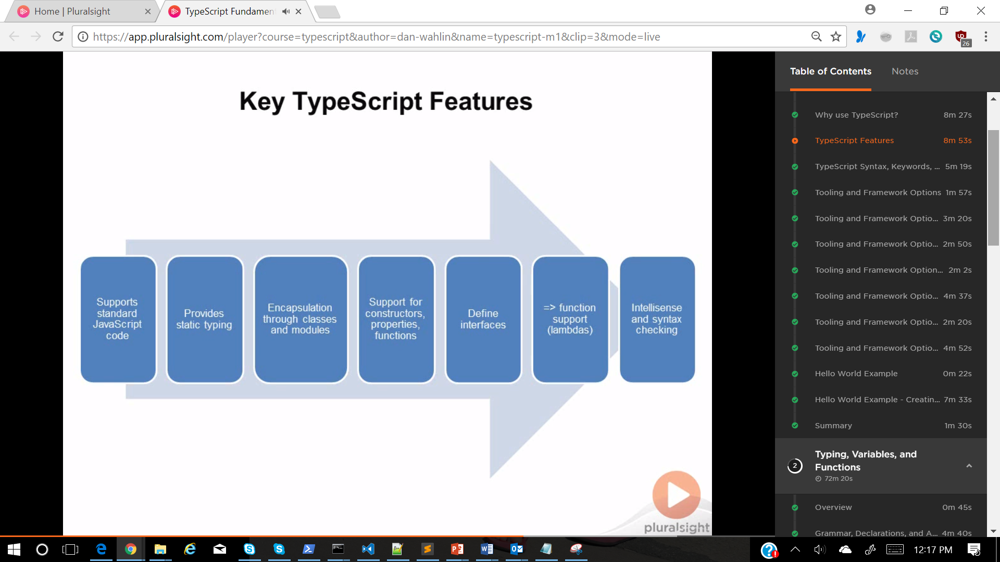 Home | Pluralsight
TypeScript Fundamen
https://app.pluralsight.com/player?course=typescript&author=dan-wahlin&name=typescript-m1&clip=3&mode=live
26
Key TypeScript Features
Supports
standard
JavaScript
code
Provides
static typing
Encapsulation
through classes
and modules
Support for
constructors,
properties,
functions
Define
interfaces
=> function
support
(lambdas)
Intellisense
and syntax
checking
pluralsight
Table of Contents
Notes
Why use TypeScript? 8m 27s
TypeScript Features 8m 53s
TypeScript Syntax, Keywords, ... 5m 19s
Tooling and Framework Options 1m 57s
Tooling and Framework Optio... 3m 20s
Tooling and Framework Optio... 2m 50s
Tooling and Framework Option... 2m 2s
Tooling and Framework Optio... 4m 37s
Tooling and Framework Optio... 2m 20s
Tooling and Framework Optio... 4m 52s
Hello World Example 0m 22s
Hello World Example - Creatin... 7m 33s
Summary 1m 30s
2
Typing, Variables, and
Functions
72m 20s
Overview 0m 45s
Grammar, Declarations, and A... 4m 40s
12:17 PM